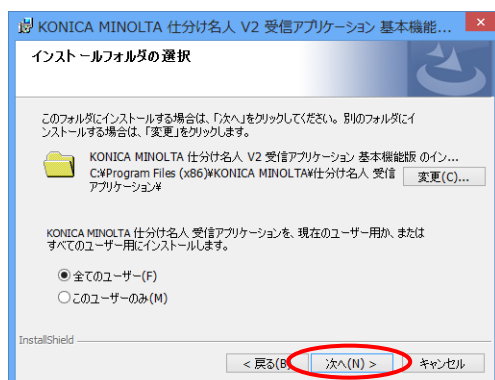 KONICA MINOLTA 仕分け名人 V2 受信アプリケーション 基本機能...
インストールフォルダの選択
このフォルダにインストールする場合は、「次へ」をクリックしてください。別のフォルダにイ
ンストールする場合は、「変更」をクリックします。
KONICA MINOLTA 仕分け名人 V2 受信アプリケーション 基本機能版 のイン...
C:¥Program Files (x86)¥KONICA MINOLTA¥仕分け名人 受信
アプリケーション¥
変更(C)...
KONICA MINOLTA 仕分け名人 受信アプリケーションを、現在のユーザー用か、または
すべてのユーザー用にインストールします。
全てのユーザー(F)
このユーザーのみ(M)
InstallShield
< 戻る(B
次へ(N) >
キャンセル